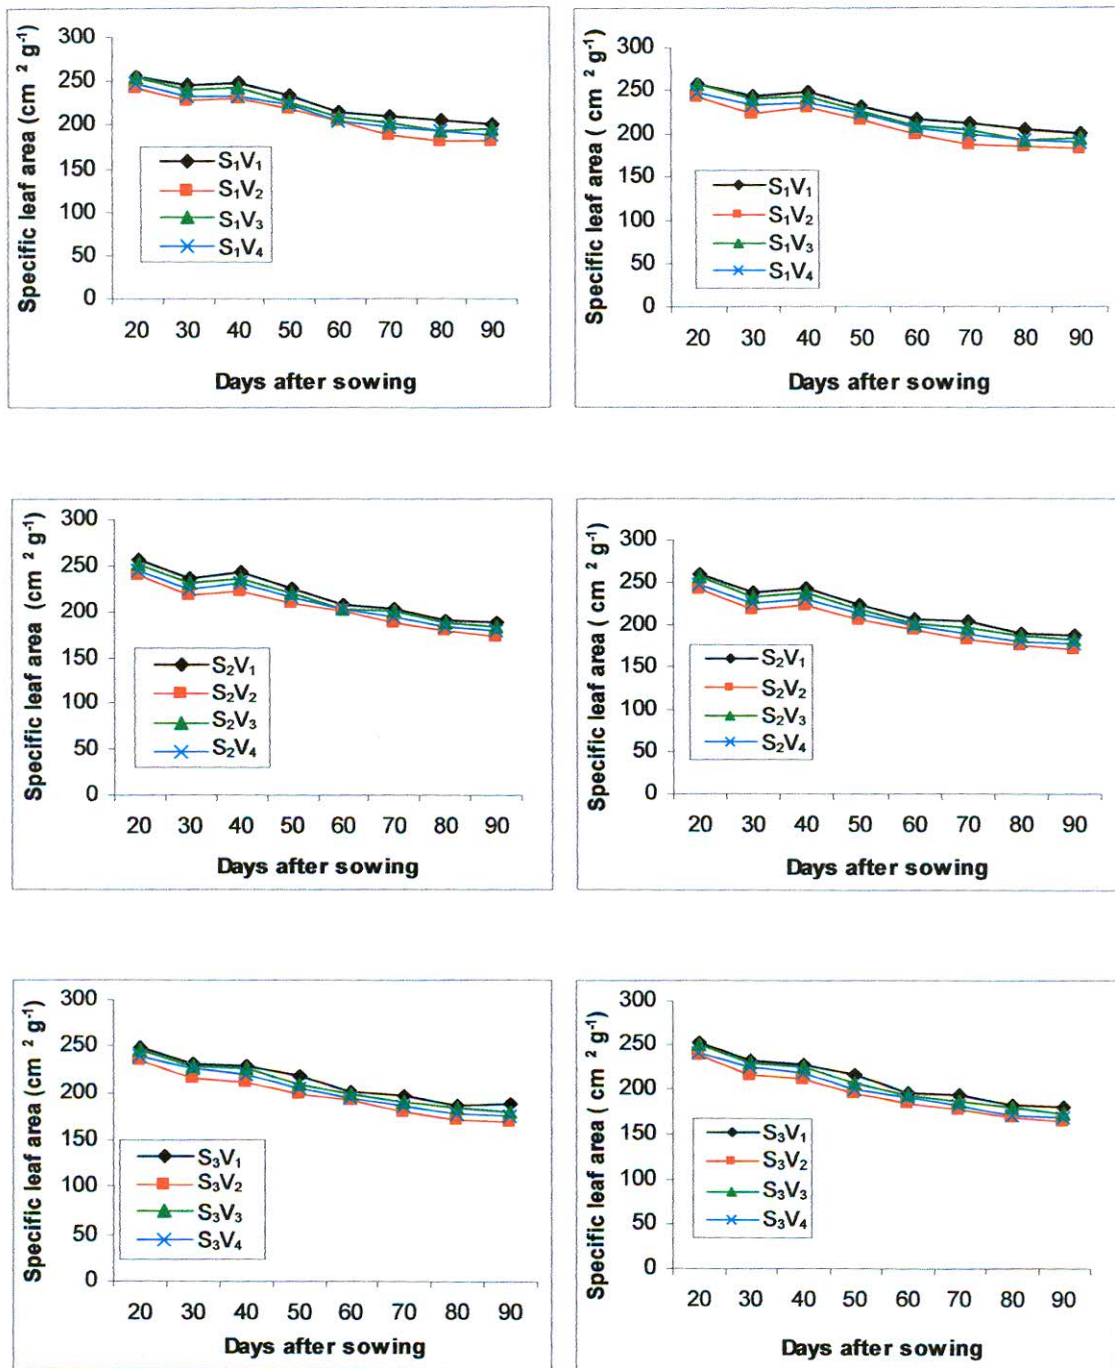 Specific leaf area (cm ² g⁻¹)
300
250
200
150
100
50
0
S₁V₁
S₁V₂
S₁V₃
S₁V₄
20 30 40 50 60 70 80 90
Days after sowing
Specific leaf area ( cm ² g⁻¹)
300
250
200
150
100
50
0
S₁V₁
S₁V₂
S₁V₃
S₁V₄
20 30 40 50 60 70 80 90
Days after sowing
Specific leaf area (cm ² g⁻¹)
300
250
200
150
100
50
0
S₂V₁
S₂V₂
S₂V₃
S₂V₄
20 30 40 50 60 70 80 90
Days after sowing
Specific leaf area ( cm ² g⁻¹)
300
250
200
150
100
50
0
S₂V₁
S₂V₂
S₂V₃
S₂V₄
20 30 40 50 60 70 80 90
Days after sowing
Specific leaf area (cm ² g⁻¹)
300
250
200
150
100
50
0
S₃V₁
S₃V₂
S₃V₃
S₃V₄
20 30 40 50 60 70 80 90
Days after sowing
Specific leaf area ( cm ² g⁻¹)
300
250
200
150
100
50
0
S₃V₁
S₃V₂
S₃V₃
S₃V₄
20 30 40 50 60 70 80 90
Days after sowing